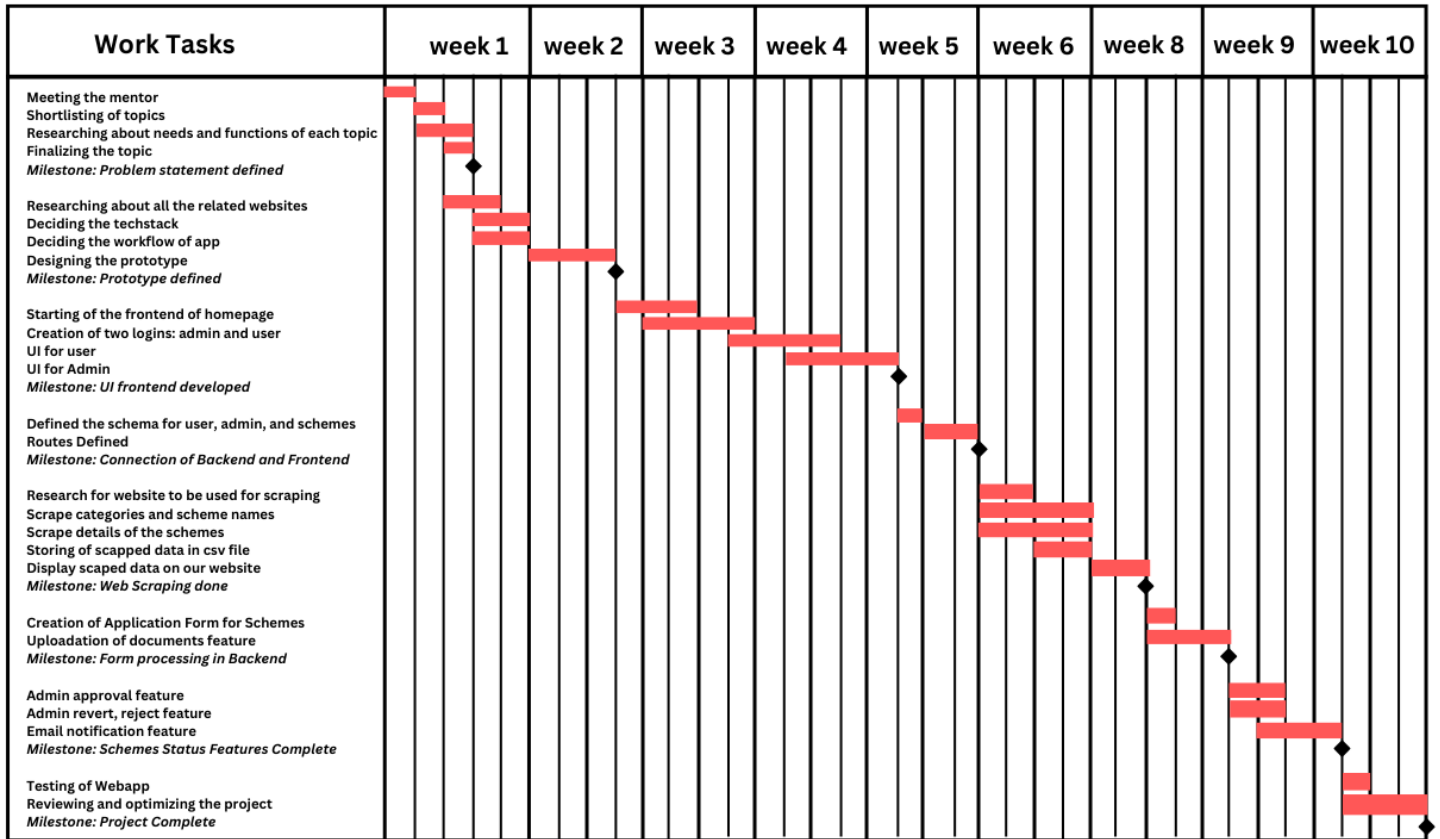 Work Tasks week 1 week 2 week 3 week 4 week 5 week 6 week 8 week 9 week 10
Meeting the mentor
Shortlisting of topics
Researching about needs and functions of each topic
Finalizing the topic
Milestone: Problem statement defined
Researching about all the related websites
Deciding the techstack
Deciding the workflow of app
Designing the prototype
Milestone: Prototype defined
Starting of the frontend of homepage
Creation of two logins: admin and user
UI for user
UI for Admin
Milestone: UI frontend developed
Defined the schema for user, admin, and schemes
Routes Defined
Milestone: Connection of Backend and Frontend
Research for website to be used for scraping
Scrape categories and scheme names
Scrape details of the schemes
Storing of scapped data in csv file
Display scaped data on our website
Milestone: Web Scraping done
Creation of Application Form for Schemes
Uploadation of documents feature
Milestone: Form processing in Backend
Admin approval feature
Admin revert, reject feature
Email notification feature
Milestone: Schemes Status Features Complete
Testing of Webapp
Reviewing and optimizing the project
Milestone: Project Complete